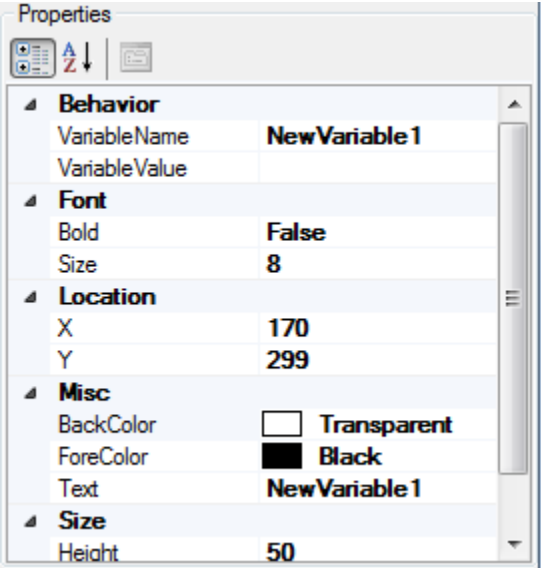 Properties
A Z
Behavior
VariableName NewVariable1
VariableValue
Font
Bold False
Size 8
Location
X 170
Y 299
Misc
BackColor Transparent
ForeColor Black
Text NewVariable1
Size
Height 50